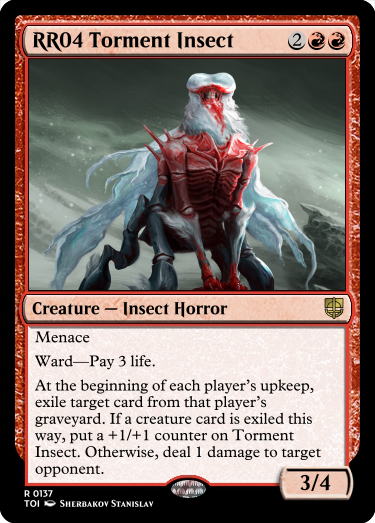 RR04 Torment Insect 2
Creature — Insect Horror
Menace
Ward—Pay 3 life.
At the beginning of each player's upkeep,
exile target card from that player's
graveyard. If a creature card is exiled this
way, put a +1/+1 counter on Torment
Insect. Otherwise, deal 1 damage to target
opponent.
3/4
R 0137
TOI Sherbakov Stanislav